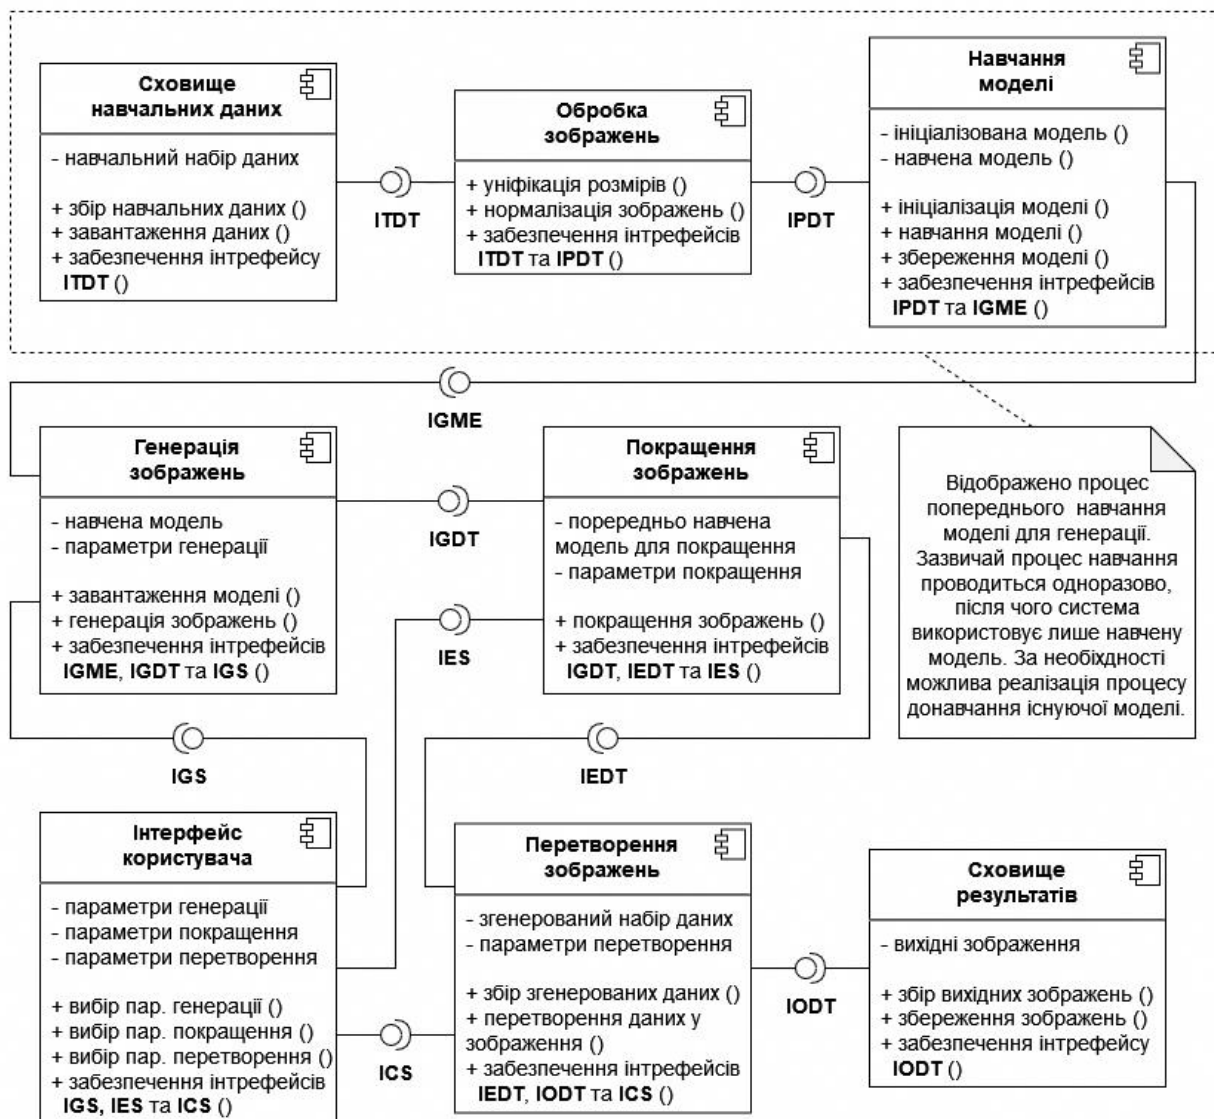 Сховище
навчальних даних
- навчальний набір даних
+ збір навчальних даних ()
+ завантаження даних ()
+ забезпечення інтрефейсу
ITDT ()
ITDT
Обробка
зображень
+ уніфікація розмірів ()
+ нормалізація зображень ()
+ забезпечення інтрефейсів
ITDT та IPDT ()
IPDT
Навчання
моделі
- ініціалізована модель ()
- навчена модель ()
+ ініціалізація моделі ()
+ навчання моделі ()
+ збереження моделі ()
+ забезпечення інтрефейсів
IPDT та IGME ()
IGME
Генерація
зображень
- навчена модель
- параметри генерації
+ завантаження моделі ()
+ генерація зображень ()
+ забезпечення інтрефейсів
IGME, IGDT та IGS ()
IGDT
IES
Покращення
зображень
- порередньо навчена
модель для покращення
- параметри покращення
+ покращення зображень ()
+ забезпечення інтрефейсів
IGDT, IEDT та IES ()
Відображено процес
попереднього навчання
моделі для генерації.
Зазвичай процес навчання
проводиться одноразово,
після чого система
використовує лише навчену
модель. За необіхдності
можлива реалізація процесу
донавчання існуючої моделі.
IGS
IEDT
Інтерфейс
користувача
- параметри генерації
- параметри покращення
- параметри перетворення
+ вибір пар. генерації ()
+ вибір пар. покращення ()
+ вибір пар. перетворення ()
+ забезпечення інтрефейсів
IGS, IES та ICS ()
ICS
Перетворення
зображень
- згенерований набір даних
- параметри перетворення
+ збір згенерованих даних ()
+ перетворення даних у
зображення ()
+ забезпечення інтрефейсів
IEDT, IODT та ICS ()
IODT
Сховище
результатів
- вихідні зображення
+ збір вихідних зображень ()
+ збереження зображень ()
+ забезпечення інтрефейсу
IODT ()